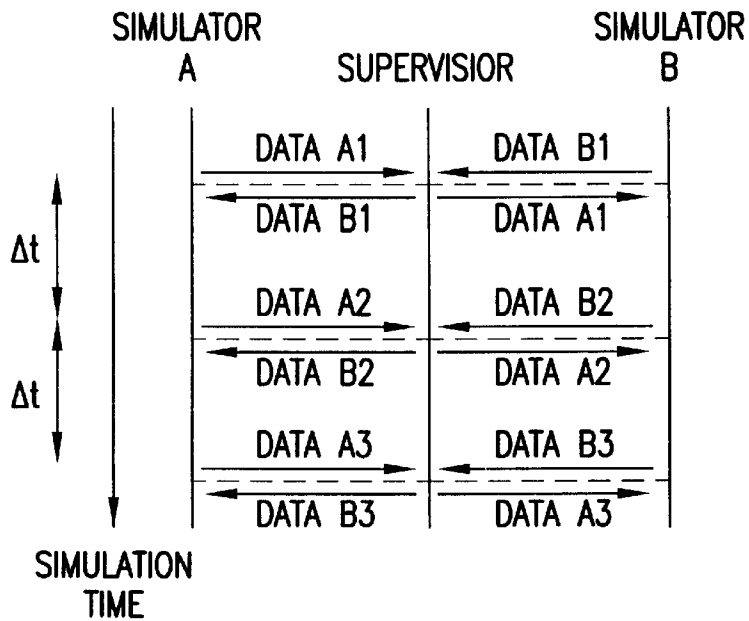 SIMULATOR A
SUPERVISIOR
SIMULATOR B
DATA A1
DATA B1
DATA B1
DATA A1
Δt
DATA A2
DATA B2
DATA B2
DATA A2
Δt
DATA A3
DATA B3
DATA B3
DATA A3
SIMULATION
TIME